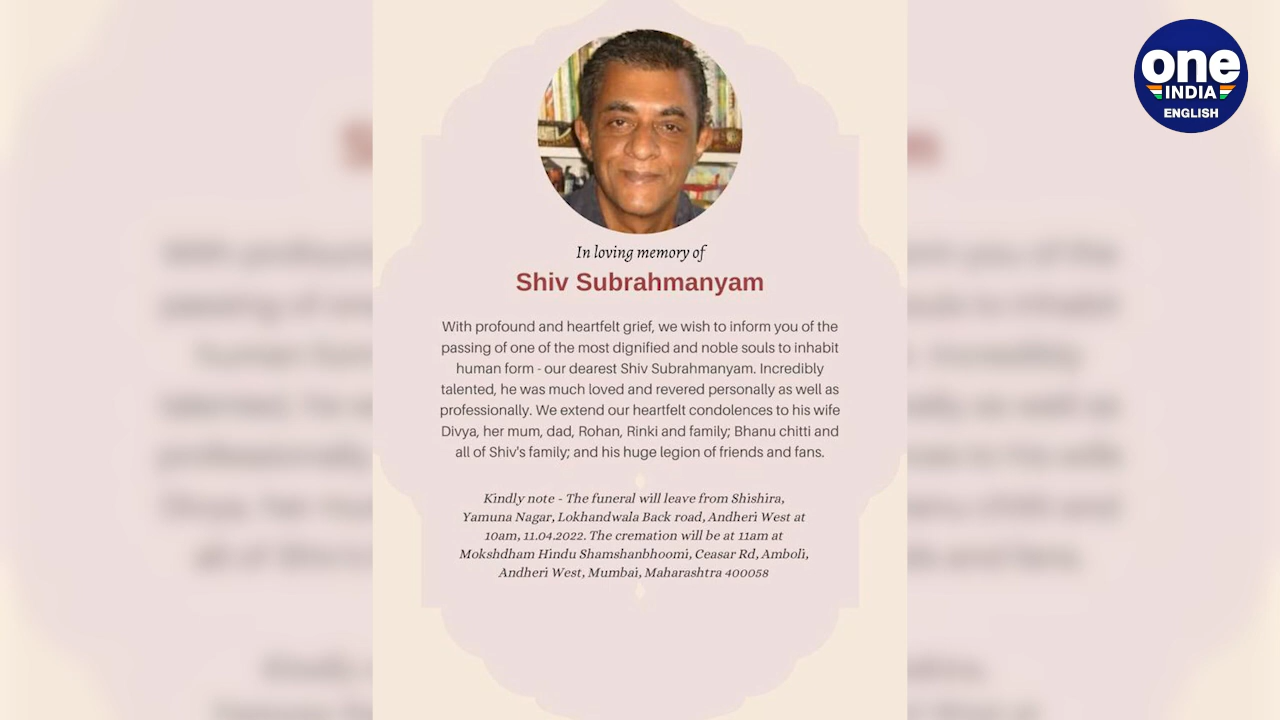 one
INDIA
ENGLISH
In loving memory of
Shiv Subrahmanyam
With profound and heartfelt grief, we wish to inform you of the
passing of one of the most dignified and noble souls to inhabit
human form - our dearest Shiv Subrahmanyam. Incredibly
talented, he was much loved and revered personally as well as
professionally. We extend our heartfelt condolences to his wife
Divya, her mum, dad, Rohan, Rinki and family; Bhanu chitti and
all of Shiv's family; and his huge legion of friends and fans.
Kindly note - The funeral will leave from Shishira,
Yamuna Nagar, Lokhandwala Back road, Andheri West at
10am, 11.04.2022. The cremation will be at 11am at
Mokshdham Hindu Shamshanbhoomi, Ceasar Rd, Amboli,
Andheri West, Mumbai, Maharashtra 400058